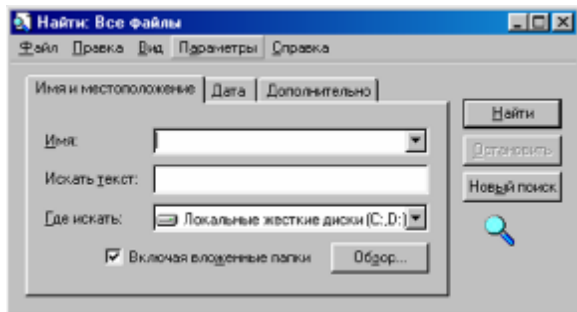 Найти: Все файлы
Файл Правка Вид Параметры Справка
Имя и местоположение Дата Дополнительно
Имя:
Искать текст:
Где искать: Локальные жесткие диски (C:,D:)
Включая вложенные папки Обзор...
Найти
Остановить
Новый поиск